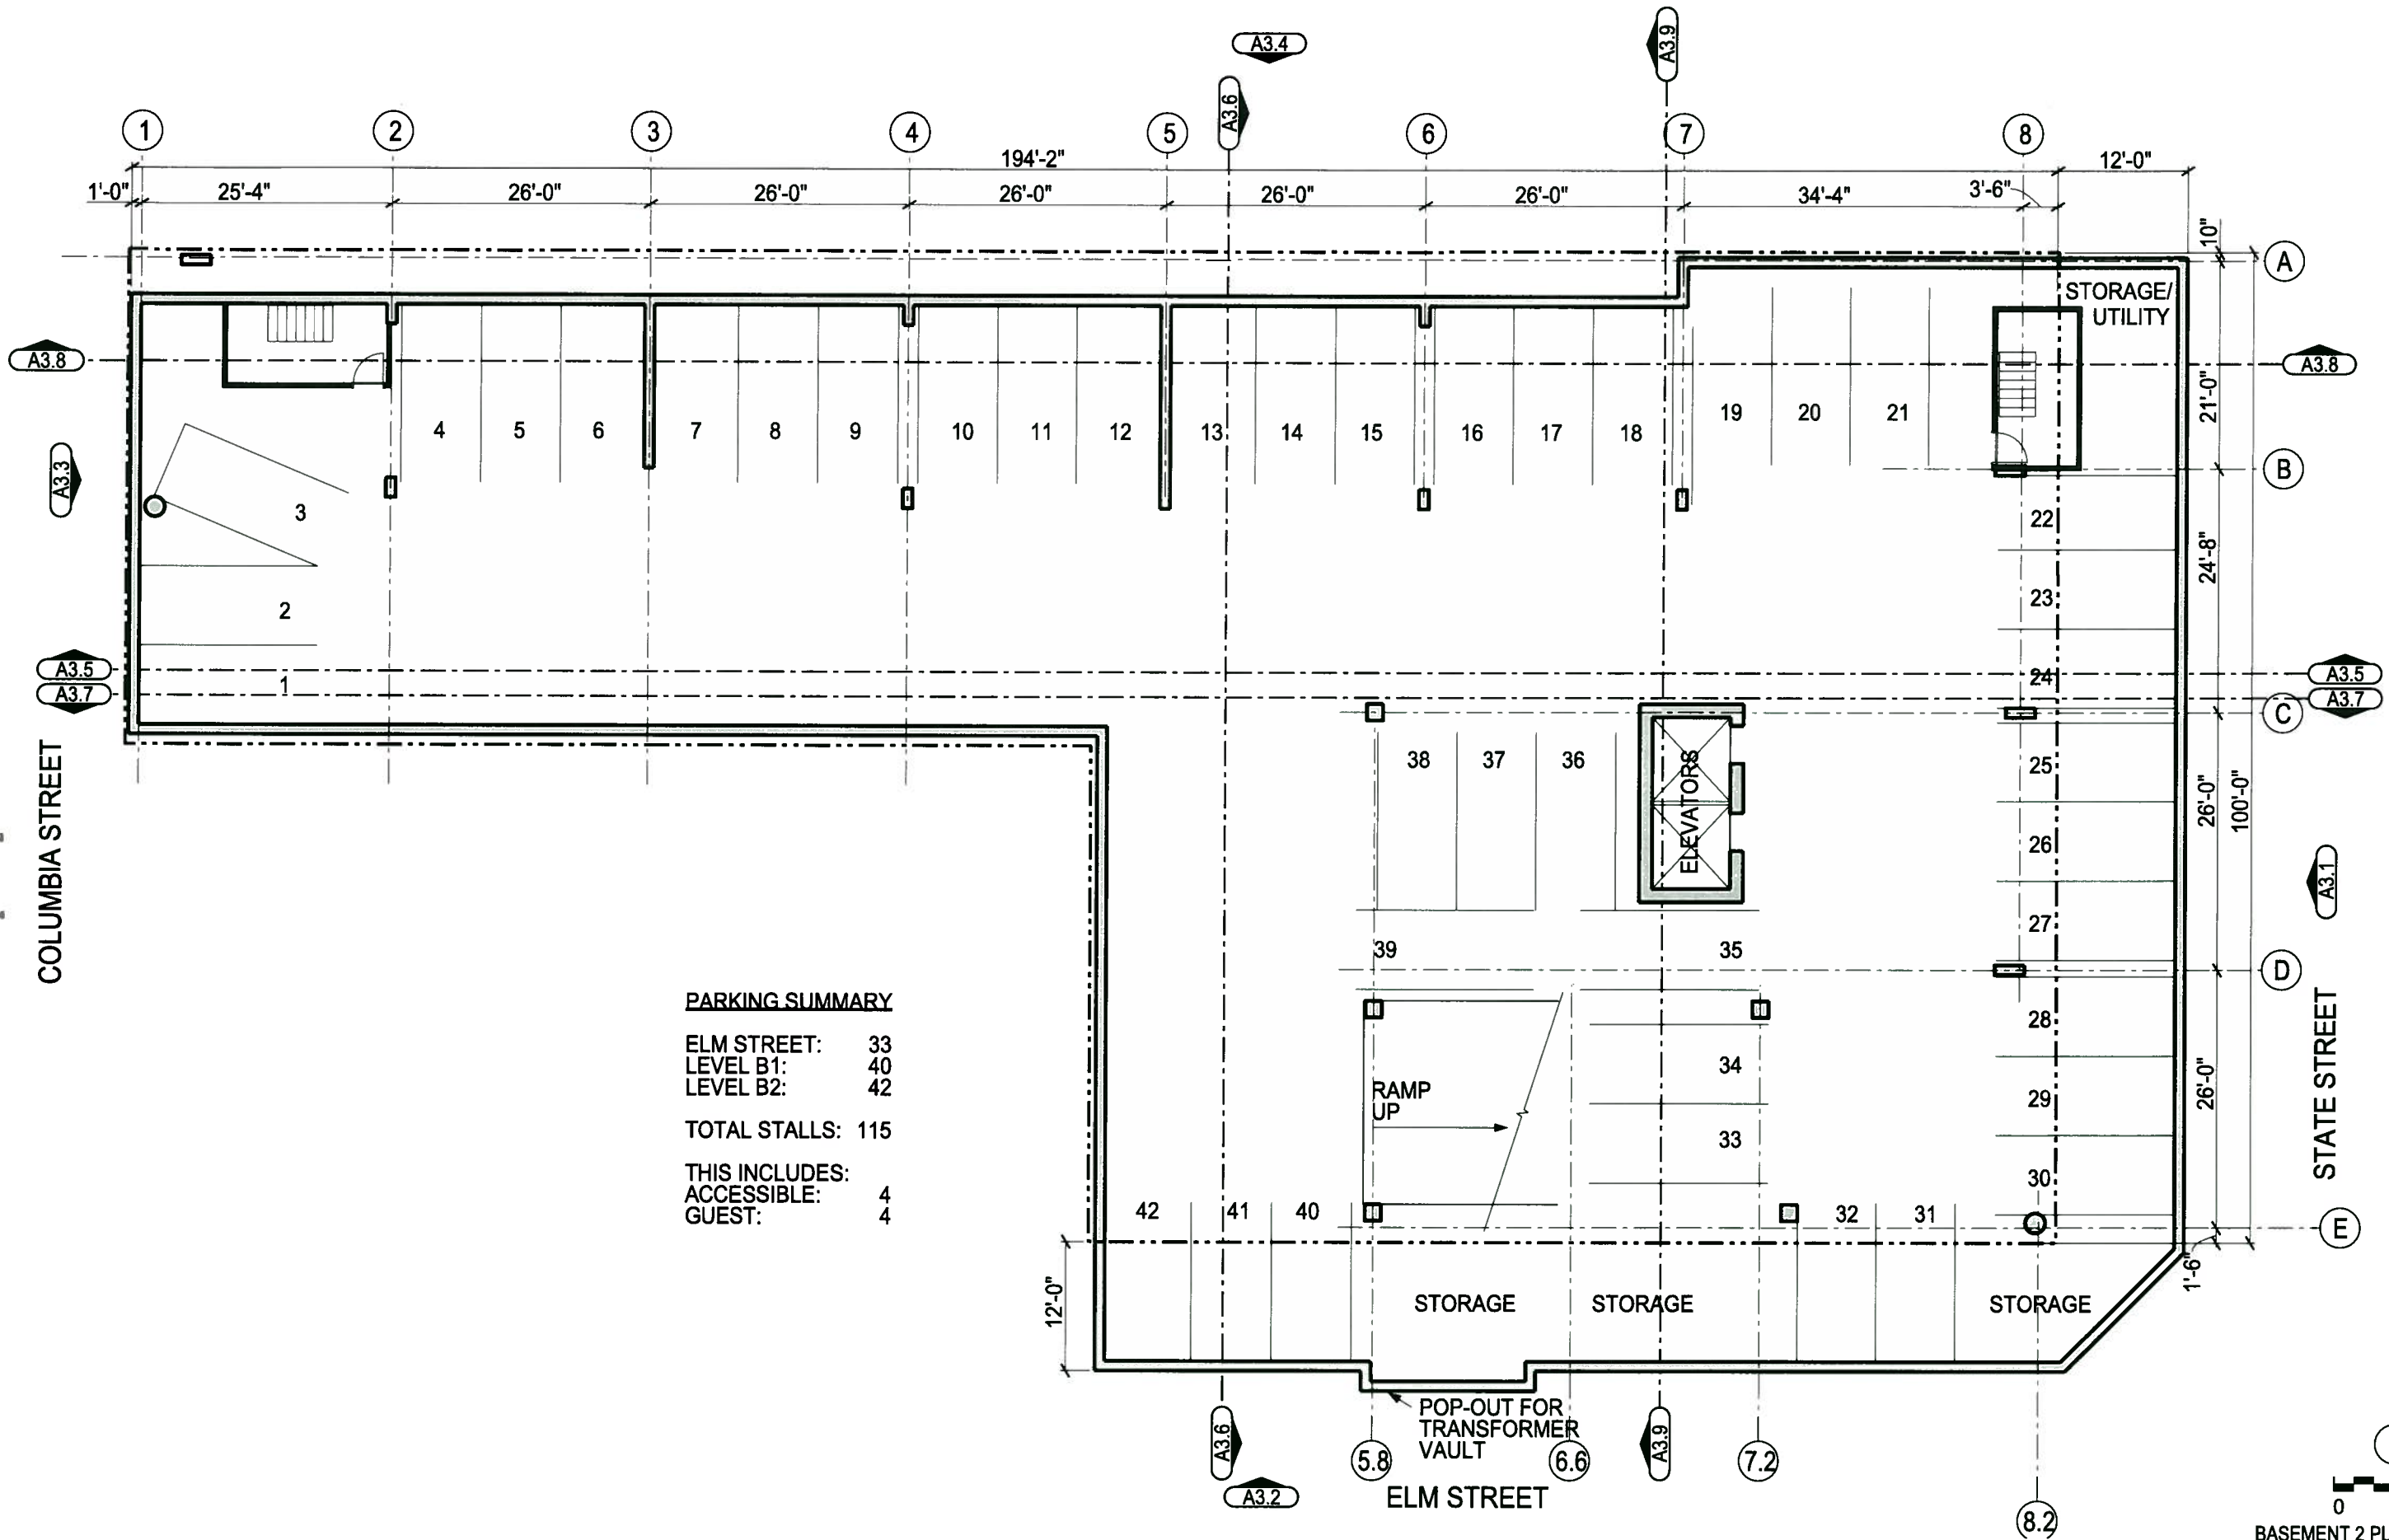 A3.4
A3.9
A3.6
1
2
3
4
5
6
7
8
194'-2"
12'-0"
1'-0"
25'-4"
26'-0"
26'-0"
26'-0"
26'-0"
26'-0"
34'-4"
3'-6"
10"
A
STORAGE/
UTILITY
A3.8
A3.8
21'-0"
4
5
6
7
8
9
10
11
12
13
14
15
16
17
18
19
20
21
B
A3.3
3
22
24'-8"
2
23
A3.5
24
A3.5
A3.7
1
A3.7
C
COLUMBIA STREET
38
37
36
ELEVATORS
25
26'-0"
100'-0"
26
A3.1
27
39
35
D
PARKING SUMMARY
ELM STREET: 33
LEVEL B1: 40
LEVEL B2: 42
TOTAL STALLS: 115
THIS INCLUDES:
ACCESSIBLE: 4
GUEST: 4
28
RAMP
UP
34
29
26'-0"
STATE STREET
33
30
42
41
40
32
31
E
1'-6"
12'-0"
STORAGE
STORAGE
STORAGE
POP-OUT FOR
TRANSFORMER
VAULT
A3.6
5.8
6.6
A3.9
7.2
A3.2
ELM STREET
8.2
0
BASEMENT 2